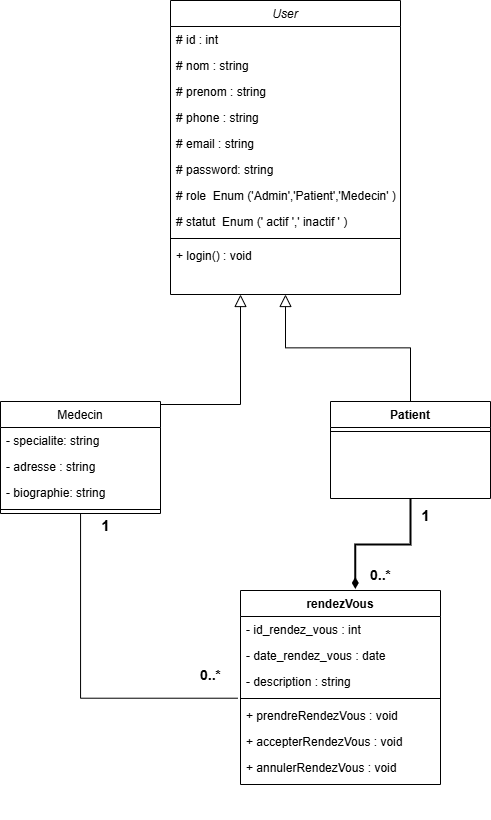 User
# id : int
# nom : string
# prenom : string
# phone : string
# email : string
# password: string
# role  Enum ('Admin','Patient','Medecin' )
# statut  Enum (' actif ',' inactif ' )
+ login() : void
Medecin
- specialite: string
- adresse : string
- biographie: string
Patient
1
1
0..*
rendezVous
- id_rendez_vous : int
- date_rendez_vous : date
- description : string
0..*
+ prendreRendezVous : void
+ accepterRendezVous : void
+ annulerRendezVous : void